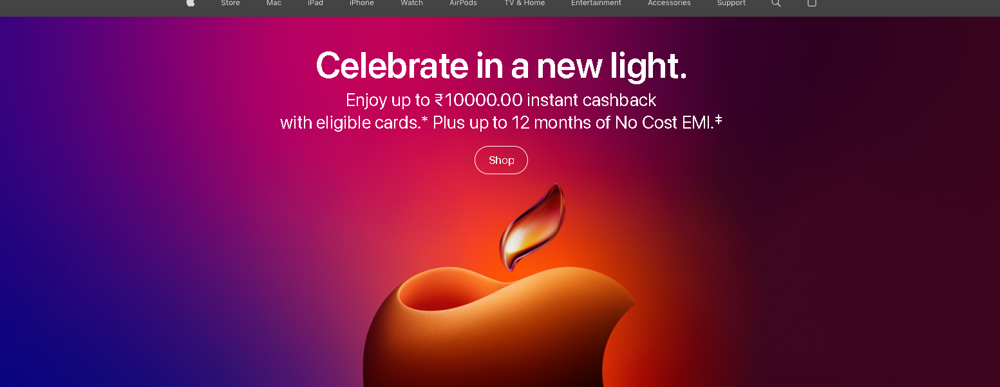 Store Mac iPad iPhone Watch AirPods TV & Home Entertainment Accessories Support
Celebrate in a new light.
Enjoy up to ₹10000.00 instant cashback
with eligible cards.* Plus up to 12 months of No Cost EMI.‡
Shop